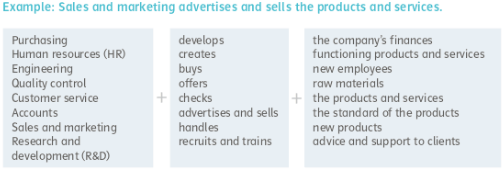 Example: Sales and marketing advertises and sells the products and services.
Purchasing
Human resources (HR)
Engineering
Quality control
Customer service
Accounts
Sales and marketing
Research and
development (R&D)
+
develops
creates
buys
offers
checks
advertises and sells
handles
recruits and trains
+
the company's finances
functioning products and services
new employees
raw materials
the products and services
the standard of the products
new products
advice and support to clients